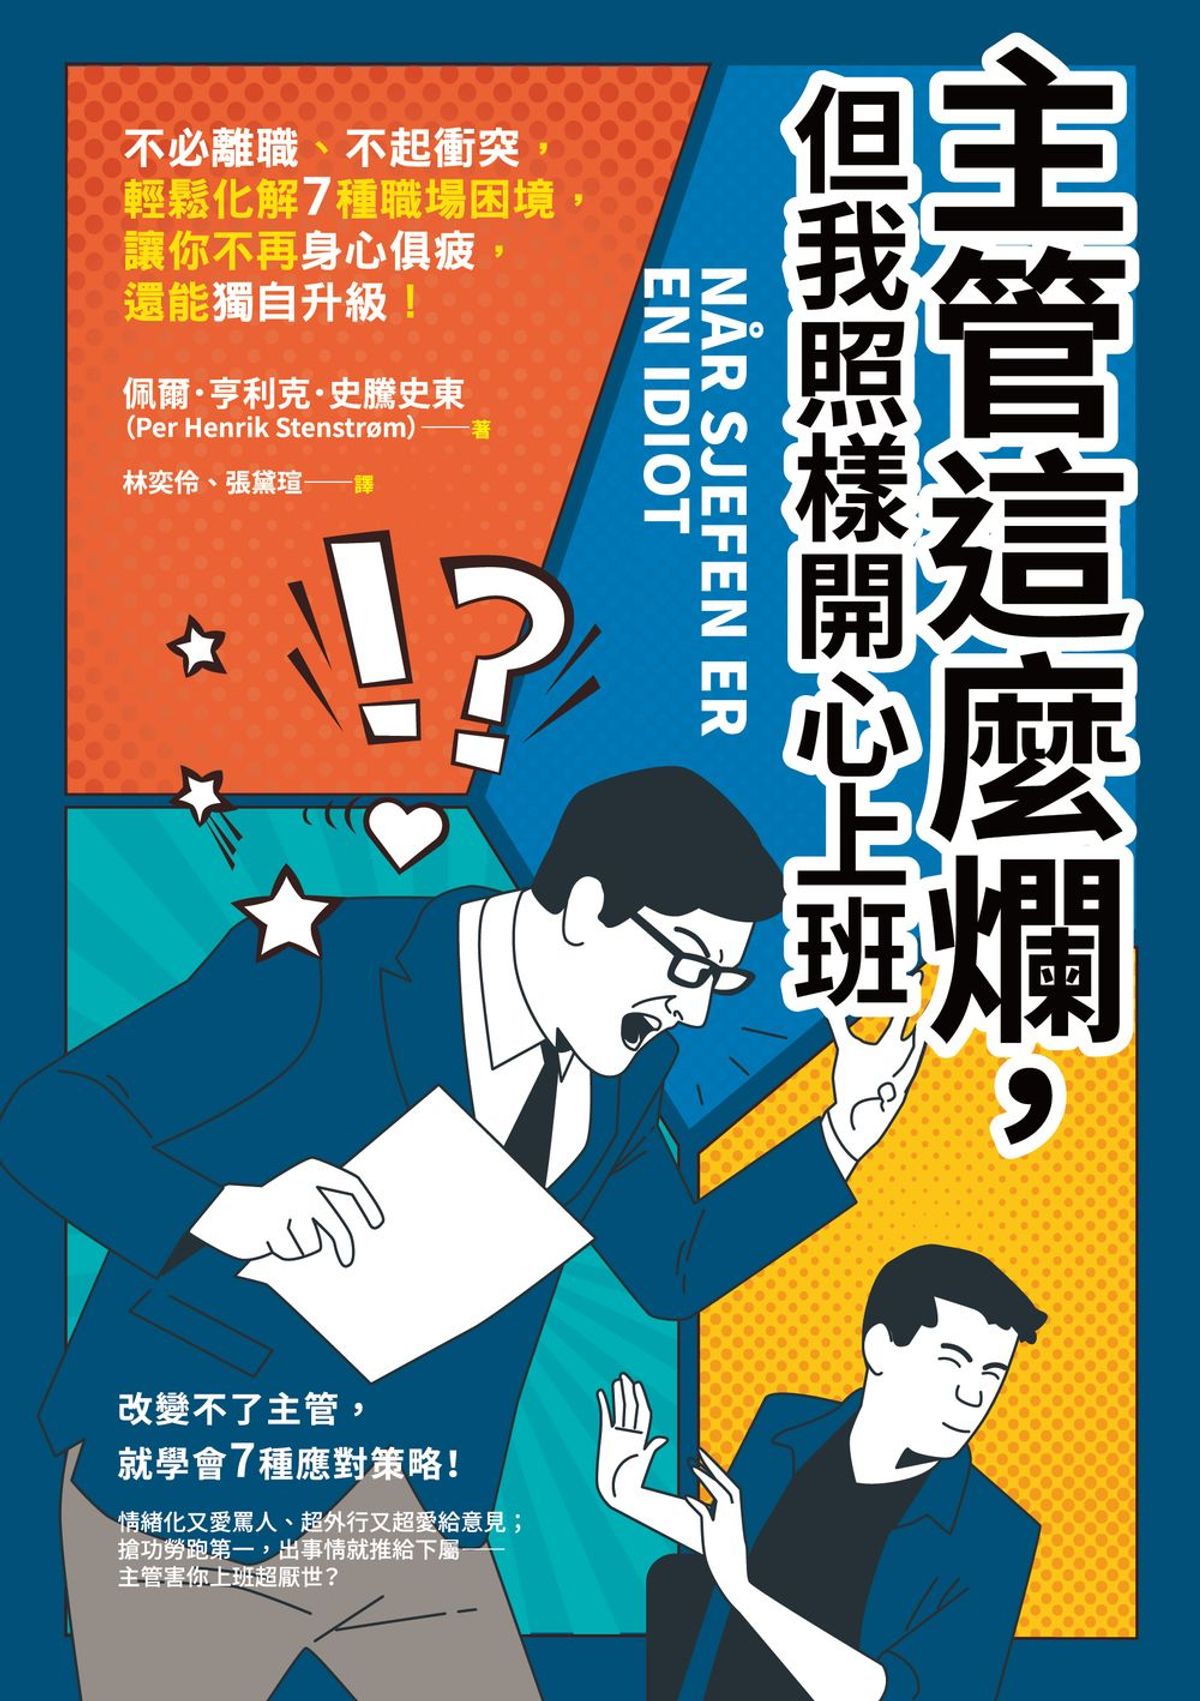 主管這麼爛，
但我照樣開心上班
NÅR SJEFEN ER
EN IDIOT
不必離職、不起衝突，
輕鬆化解7種職場困境，
讓你不再身心俱疲，
還能獨自升級！
佩爾·亨利克·史騰史東
（Per Henrik Stenstrøm）——著
林奕伶、張黛瑄——譯
!?
改變不了主管，
就學會7種應對策略！
情緒化又愛罵人、超外行又超愛給意見；
搶功勞跑第一，出事情就推給下屬——
主管害你上班超厭世？